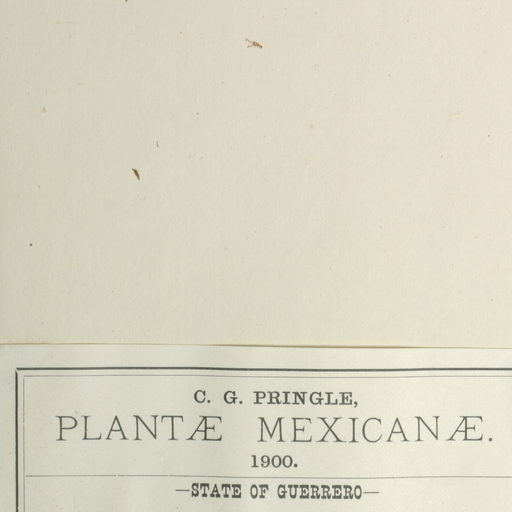 C. G. PRINGLE,
PLANTÆ MEXICANÆ.
1900.
—STATE OF GUERRERO—